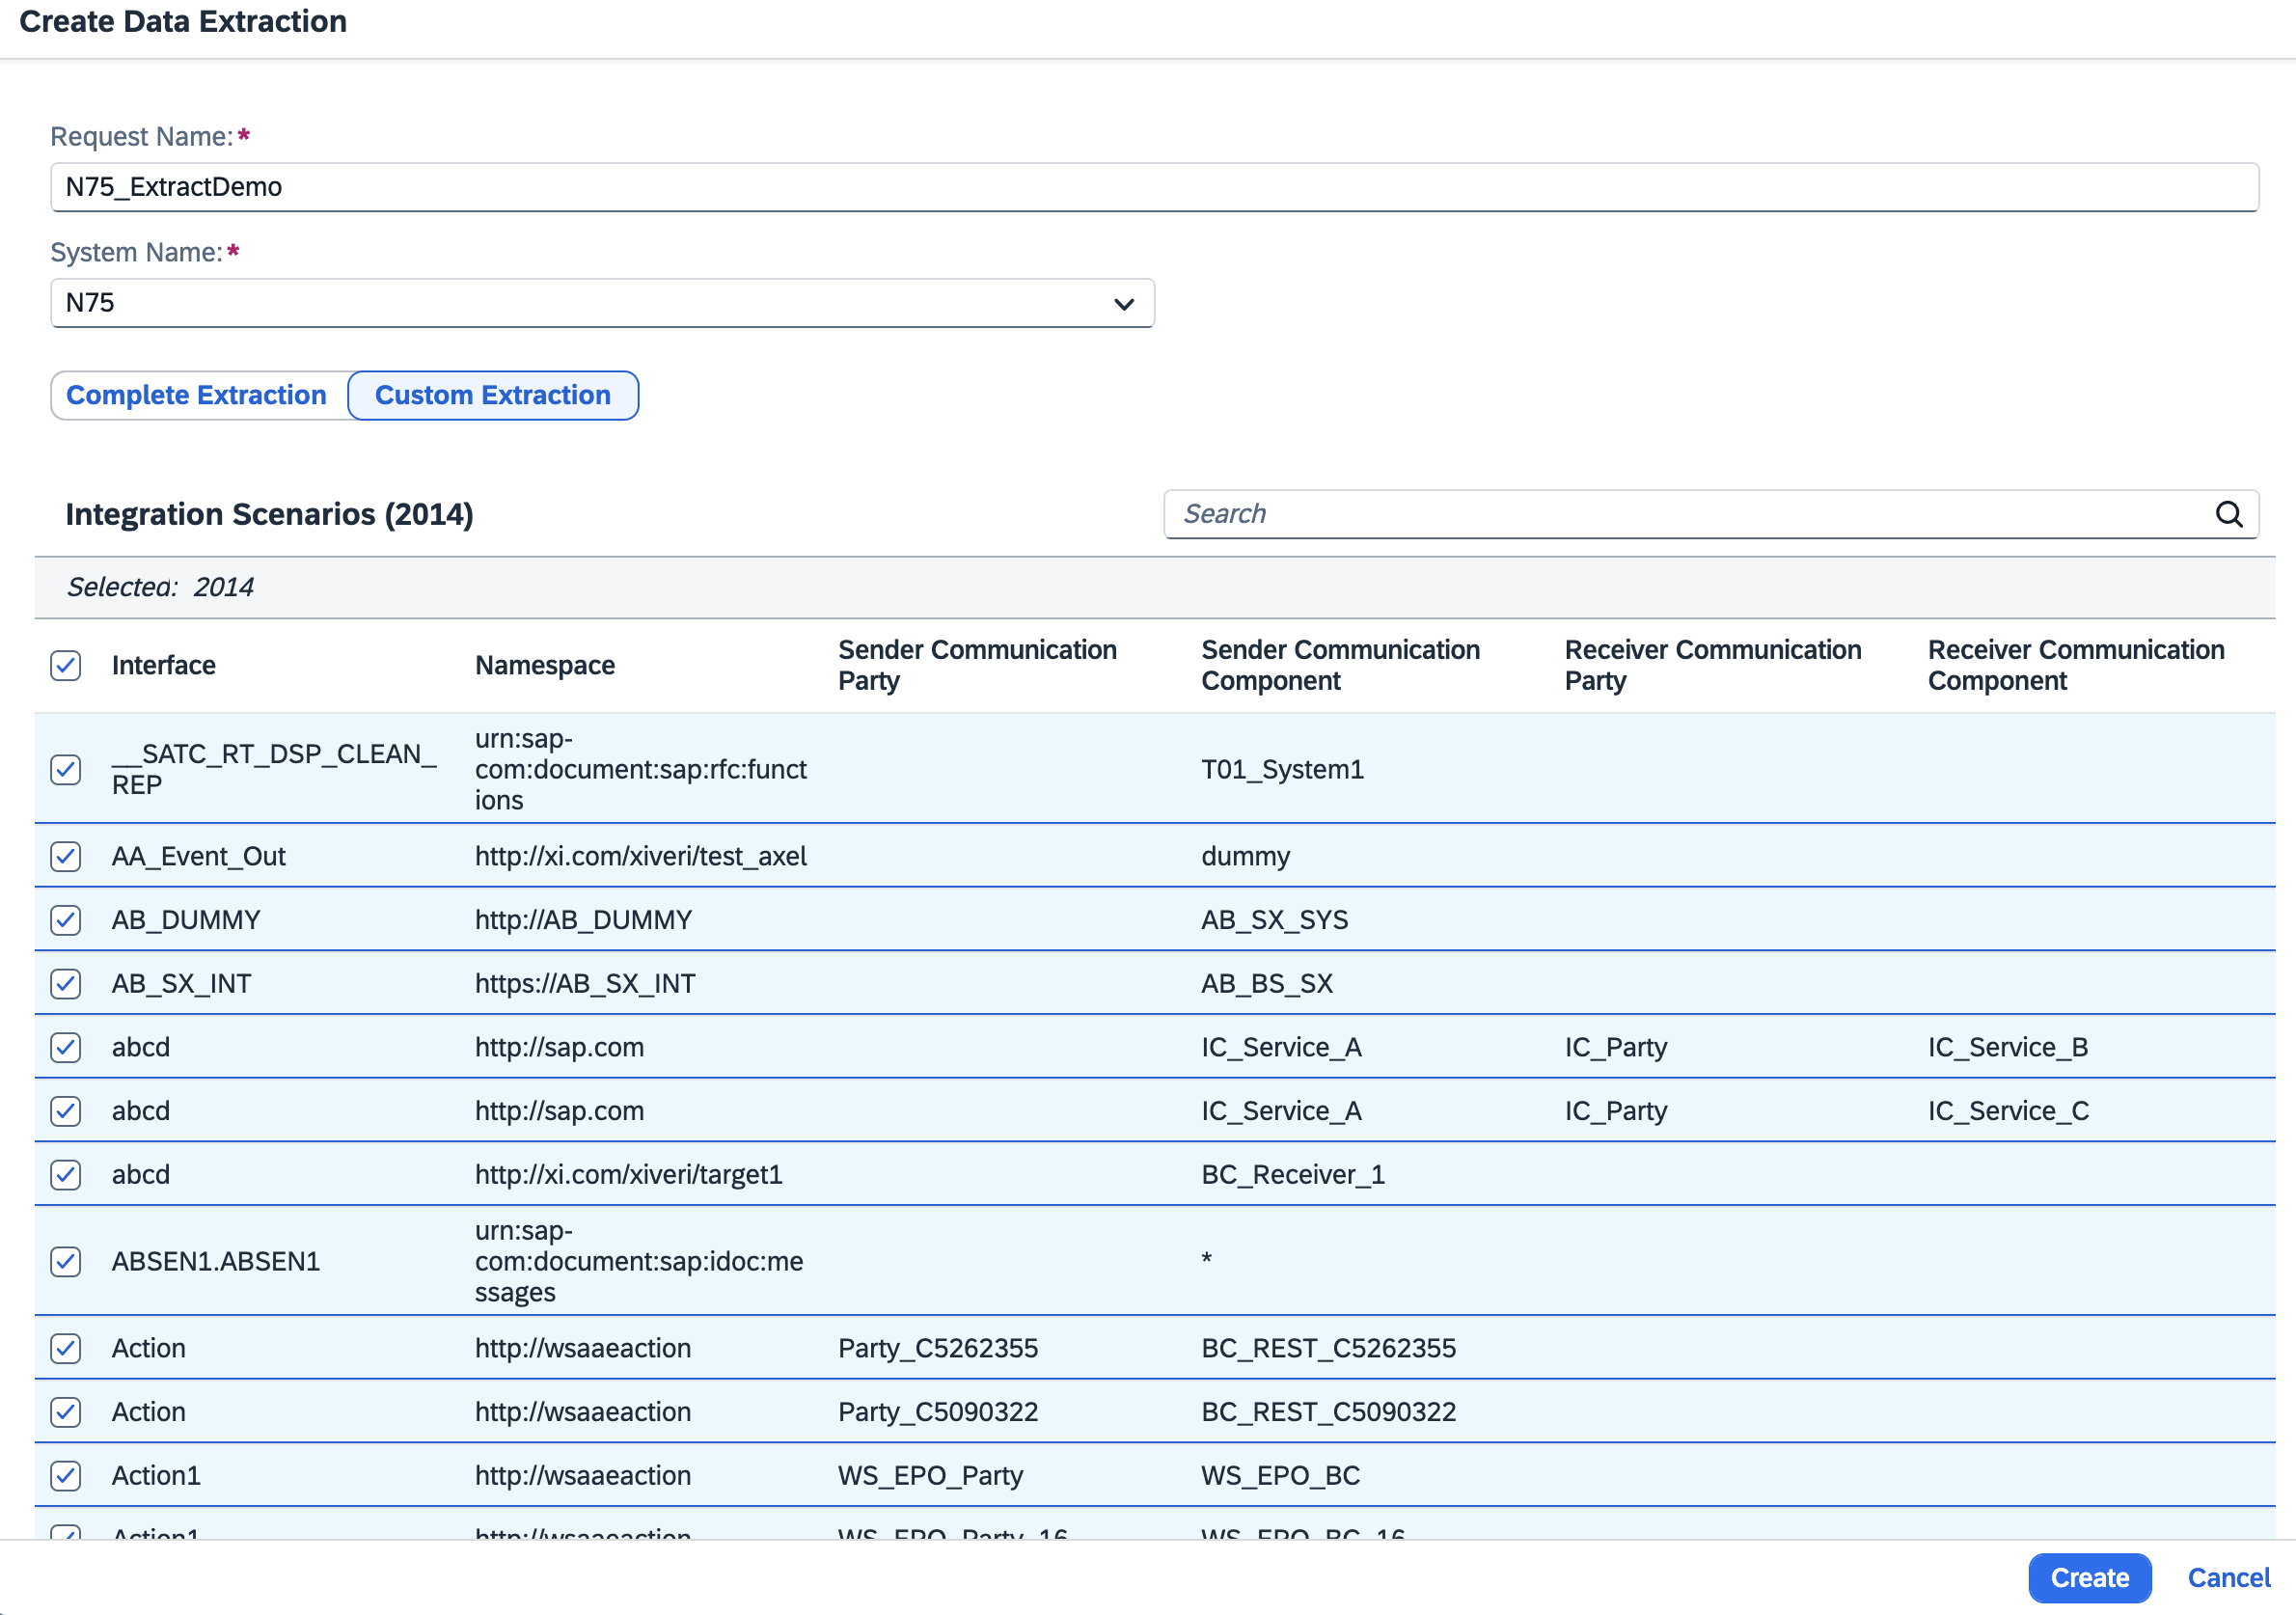 Create Data Extraction
Request Name:*
N75_ExtractDemo
System Name:*
N75
Complete Extraction Custom Extraction
Integration Scenarios (2014) Search
Selected: 2014
Interface Namespace Sender Communication Party Sender Communication Component Receiver Communication Party Receiver Communication Component
__SATC_RT_DSP_CLEAN_REP urn:sap-com:document:sap:rfc:functions T01_System1
AA_Event_Out http://xi.com/xiveri/test_axel dummy
AB_DUMMY http://AB_DUMMY AB_SX_SYS
AB_SX_INT https://AB_SX_INT AB_BS_SX
abcd http://sap.com IC_Service_A IC_Party IC_Service_B
abcd http://sap.com IC_Service_A IC_Party IC_Service_C
abcd http://xi.com/xiveri/target1 BC_Receiver_1
ABSEN1.ABSEN1 urn:sap-com:document:sap:idoc:messages *
Action http://wsaaeaction Party_C5262355 BC_REST_C5262355
Action http://wsaaeaction Party_C5090322 BC_REST_C5090322
Action1 http://wsaaeaction WS_EPO_Party WS_EPO_BC
Action1 http://wsaaeaction WS_EPO_Party_16 WS_EPO_BC_16
Create Cancel